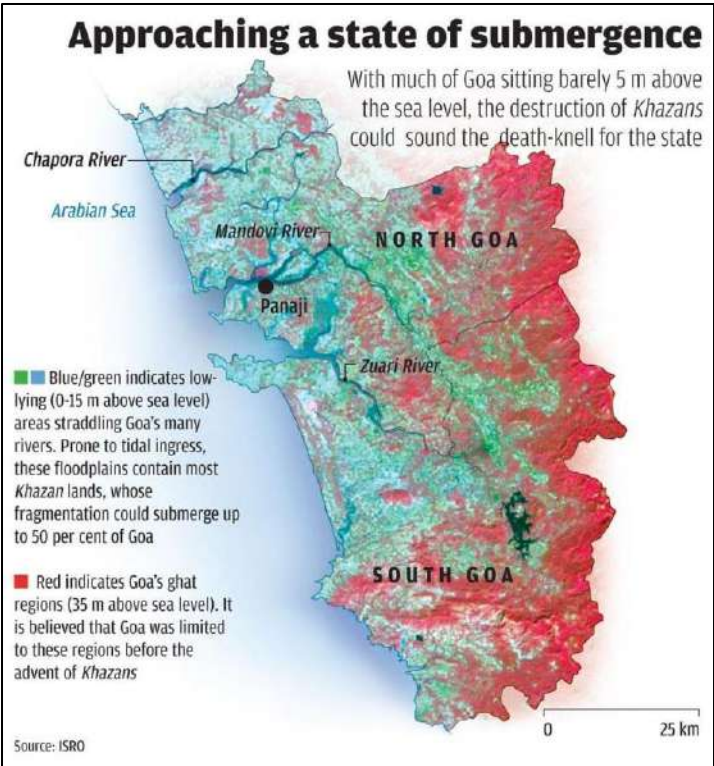 Approaching a state of submergence
With much of Goa sitting barely 5 m above
the sea level, the destruction of Khazans
could sound the death-knell for the state
Chapora River
Arabian Sea
Mandovi River
NORTH GOA
Panaji
Zuari River
Blue/green indicates low-
lying (0-15 m above sea level)
areas straddling Goa's many
rivers. Prone to tidal ingress,
these floodplains contain most
Khazan lands, whose
fragmentation could submerge up
to 50 per cent of Goa
SOUTH GOA
Red indicates Goa's ghat
regions (35 m above sea level). It
is believed that Goa was limited
to these regions before the
advent of Khazans
0 25 km
Source: ISRO